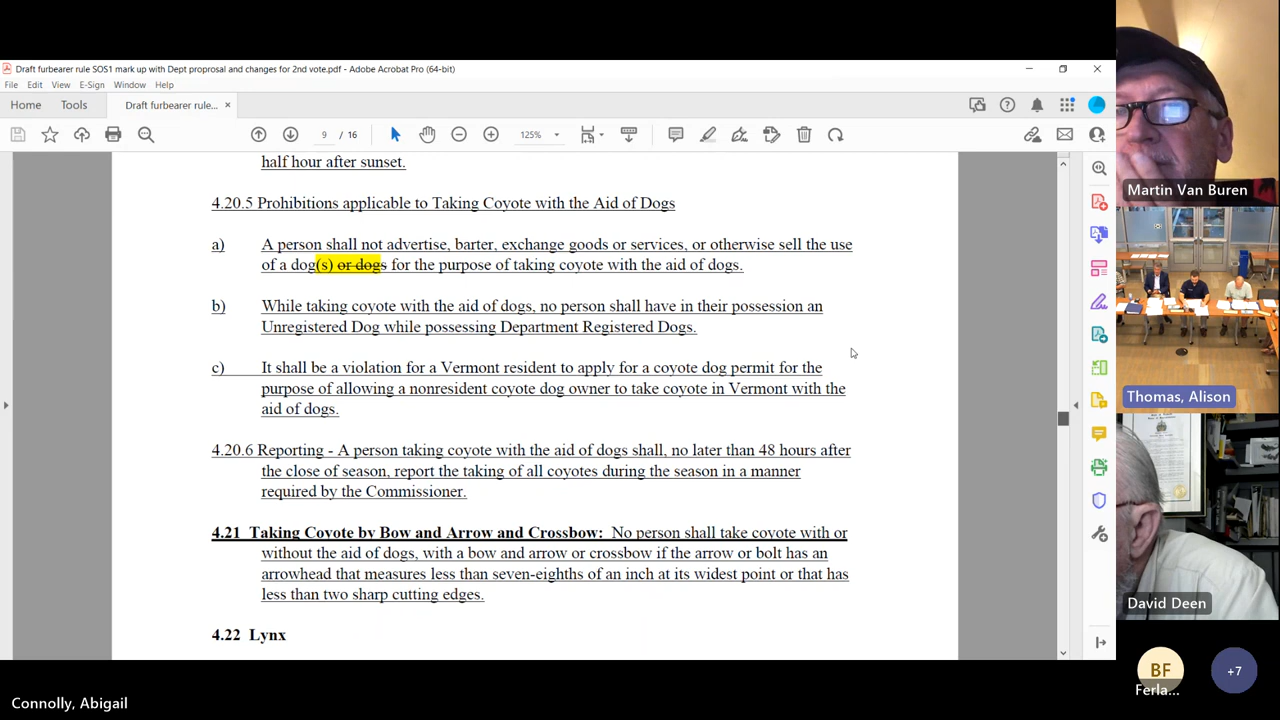 Draft furbearer rule SOS1 mark up with Dept proprosal and changes for 2nd vote.pdf - Adobe Acrobat Pro (64-bit)
File Edit View E-Sign Window Help
Home Tools Draft furbearer rule... ×
9 / 16 125%
half hour after sunset.
4.20.5 Prohibitions applicable to Taking Coyote with the Aid of Dogs
a) A person shall not advertise, barter, exchange goods or services, or otherwise sell the use
of a dog(s) or dogs for the purpose of taking coyote with the aid of dogs.
b) While taking coyote with the aid of dogs, no person shall have in their possession an
Unregistered Dog while possessing Department Registered Dogs.
c) It shall be a violation for a Vermont resident to apply for a coyote dog permit for the
purpose of allowing a nonresident coyote dog owner to take coyote in Vermont with the
aid of dogs.
4.20.6 Reporting - A person taking coyote with the aid of dogs shall, no later than 48 hours after
the close of season, report the taking of all coyotes during the season in a manner
required by the Commissioner.
4.21 Taking Coyote by Bow and Arrow and Crossbow: No person shall take coyote with or
without the aid of dogs, with a bow and arrow or crossbow if the arrow or bolt has an
arrowhead that measures less than seven-eighths of an inch at its widest point or that has
less than two sharp cutting edges.
4.22 Lynx
Martin Van Buren
Thomas, Alison
David Deen
BF
Ferla...
+7
Connolly, Abigail